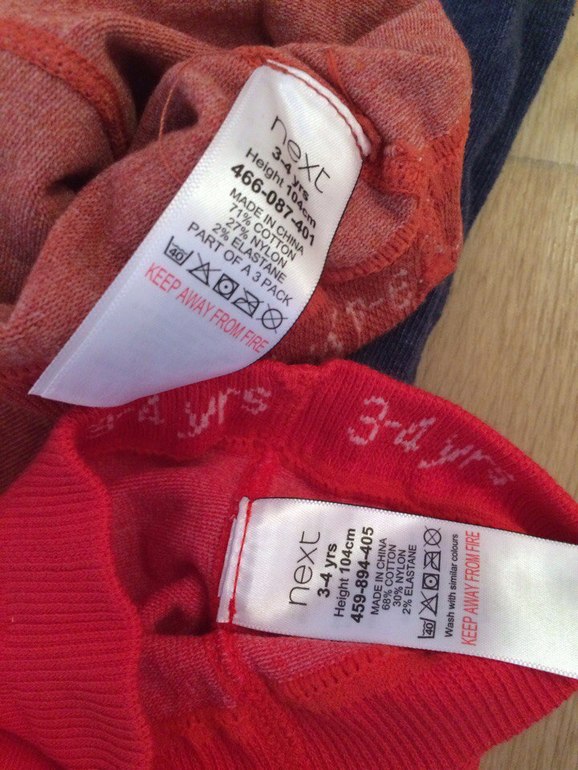 next
3-4 yrs
Height 104cm
466-087-401
MADE IN CHINA
71% COTTON
27% NYLON
2% ELASTANE
PART OF A 3 PACK
40
KEEP AWAY FROM FIRE
3-4 yrs
3-4 yrs
next
3-4 yrs
Height 104cm
459-894-405
MADE IN CHINA
68% COTTON
30% NYLON
2% ELASTANE
40
Wash with similar colours
KEEP AWAY FROM FIRE